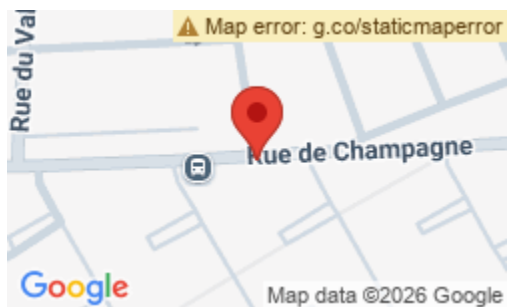 Map error: g.co/staticmaperror
Rue du Val
Rue de Champagne
Google
Map data ©2026 Google